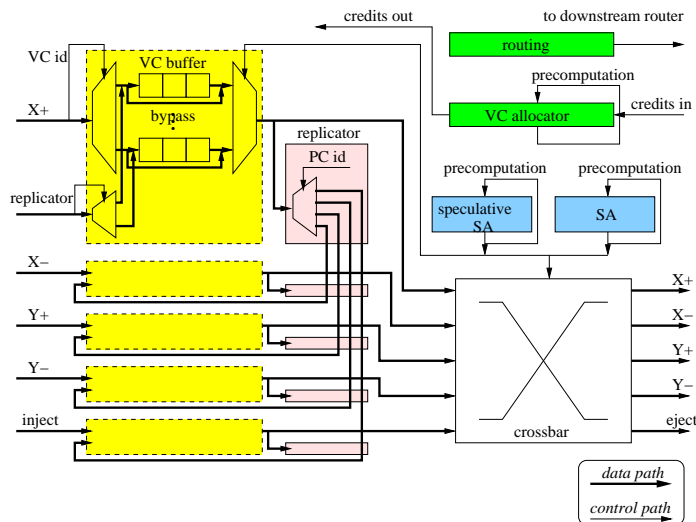 credits out
to downstream router
routing
VC id
VC buffer
precomputation
credits in
VC allocator
X+
bypass
replicator
PC id
precomputation
precomputation
replicator
speculative
SA
SA
X−
X+
Y+
X−
Y+
Y−
Y−
inject
crossbar
eject
data path
control path